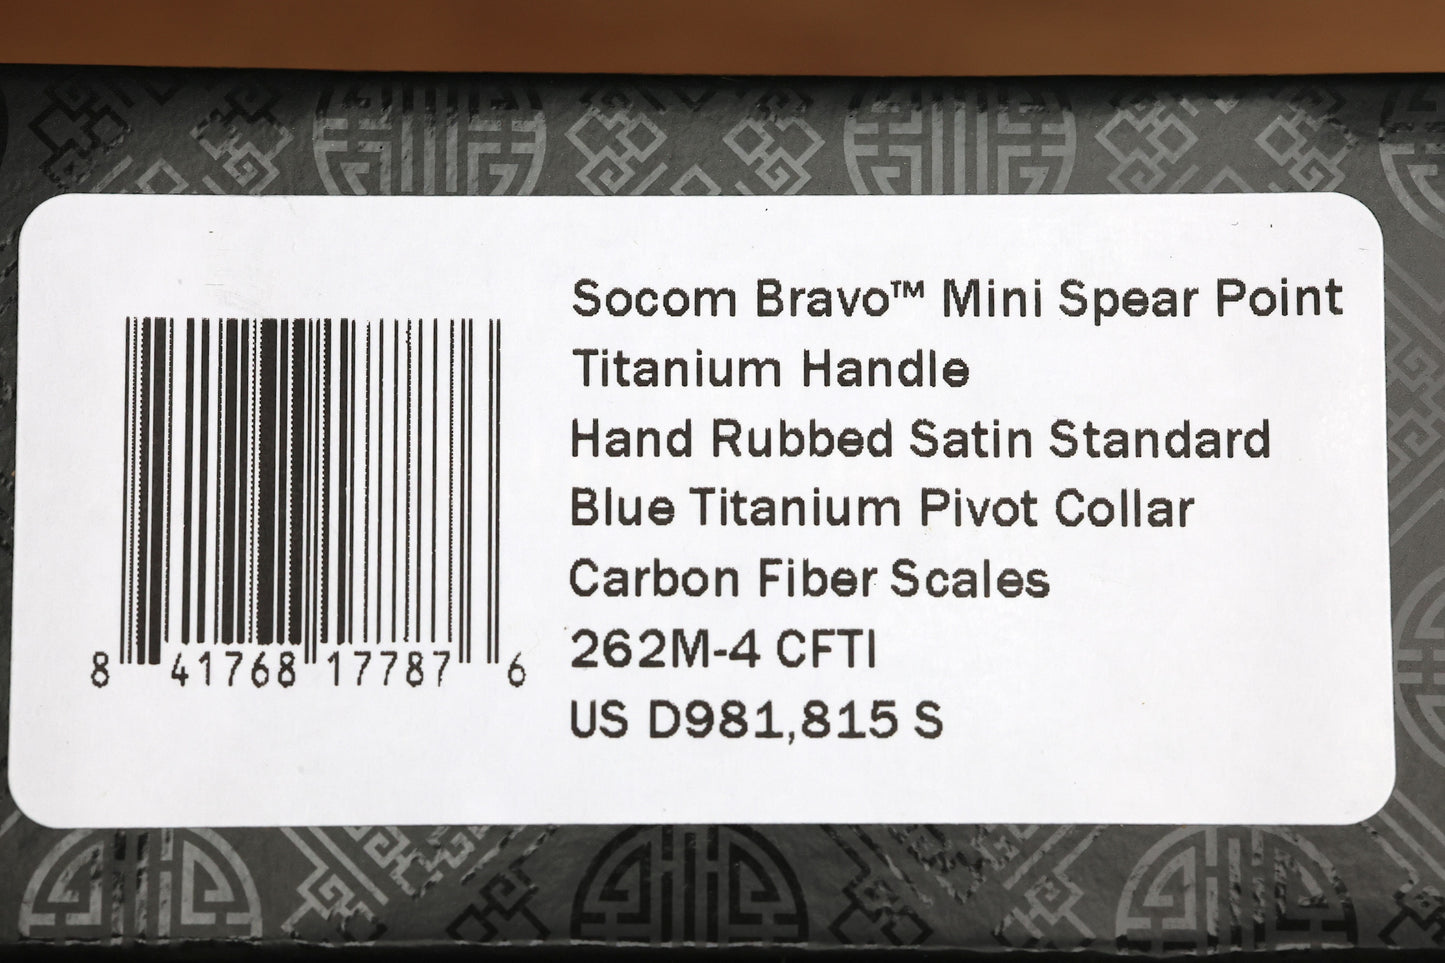 Socom Bravo™ Mini Spear Point
Titanium Handle
Hand Rubbed Satin Standard
Blue Titanium Pivot Collar
Carbon Fiber Scales
262M-4 CFTI
US D981,815 S
8 41768 17787 6